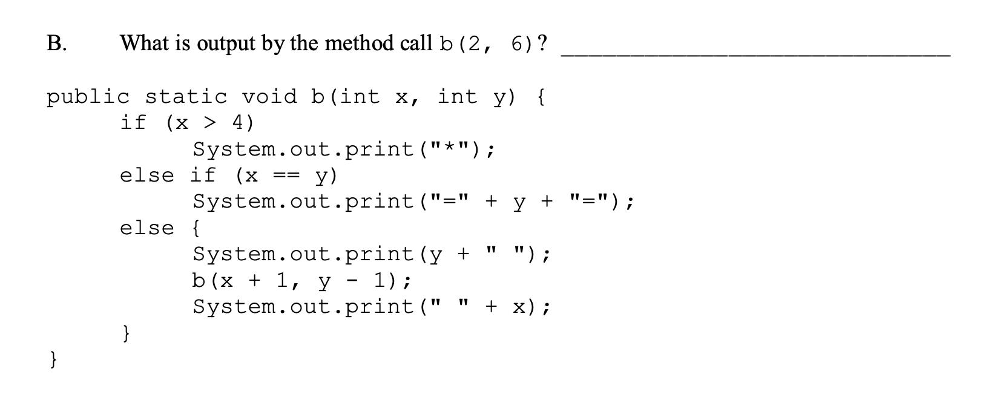 B. What is output by the method call b(2, 6)? ____________________________
public static void b(int x, int y) {
if (x > 4)
System.out.print("*");
else if (x == y)
System.out.print("=" + y + "=");
else {
System.out.print(y + " ");
b(x + 1, y - 1);
System.out.print(" " + x);
}
}